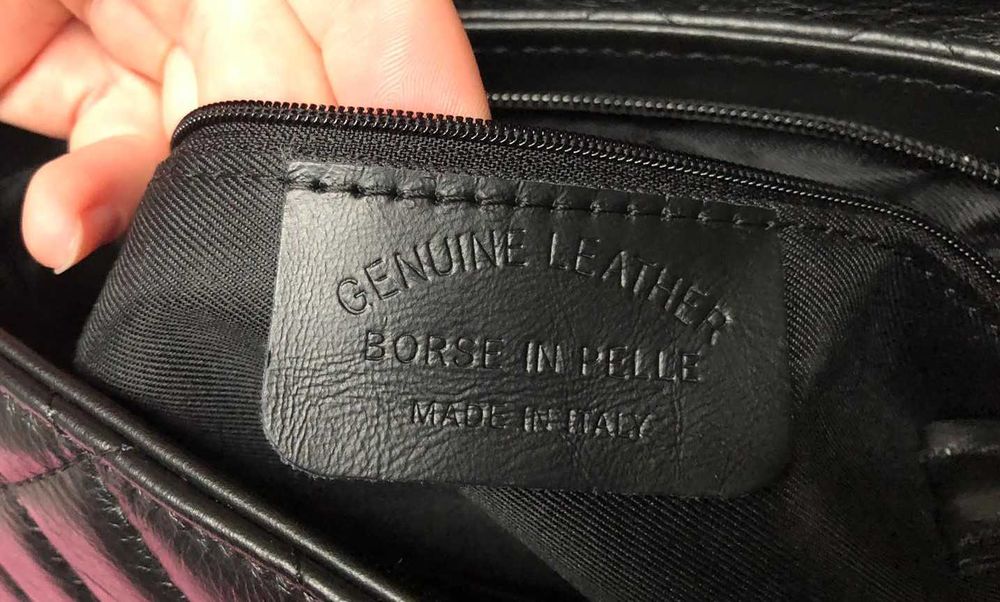 GENUINE LEATHER
BORSE IN PELLE
MADE IN ITALY